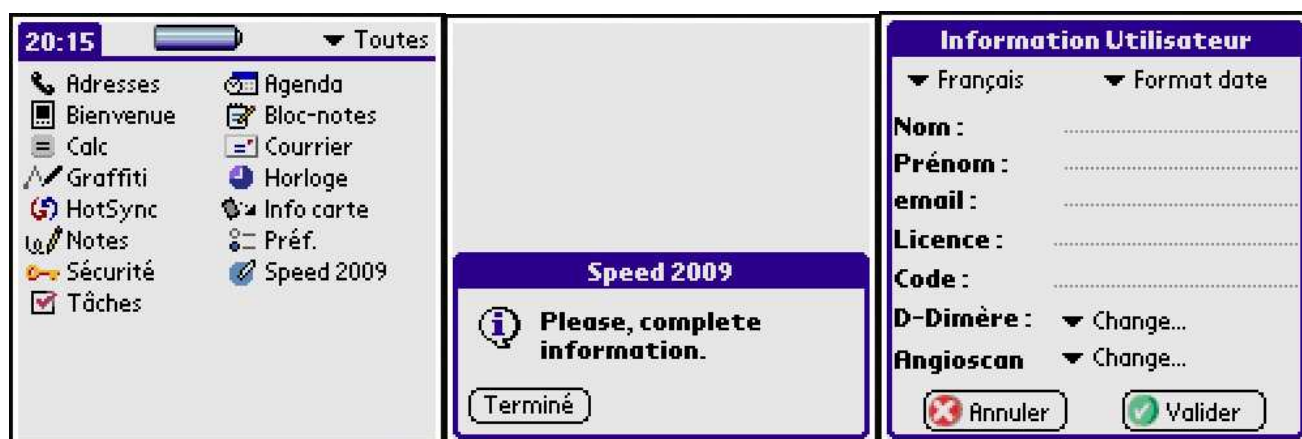 20:15 Toutes
Adresses Agenda
Bienvenue Bloc-notes
Calc Courrier
Graffiti Horloge
HotSync Info carte
Notes Préf.
Sécurité Speed 2009
Tâches
Speed 2009
Please, complete
information.
Terminé
Information Utilisateur
Français Format date
Nom :
Prénom :
email :
Licence :
Code :
D-Dimère : Change...
Angioscan Change...
Annuler Valider